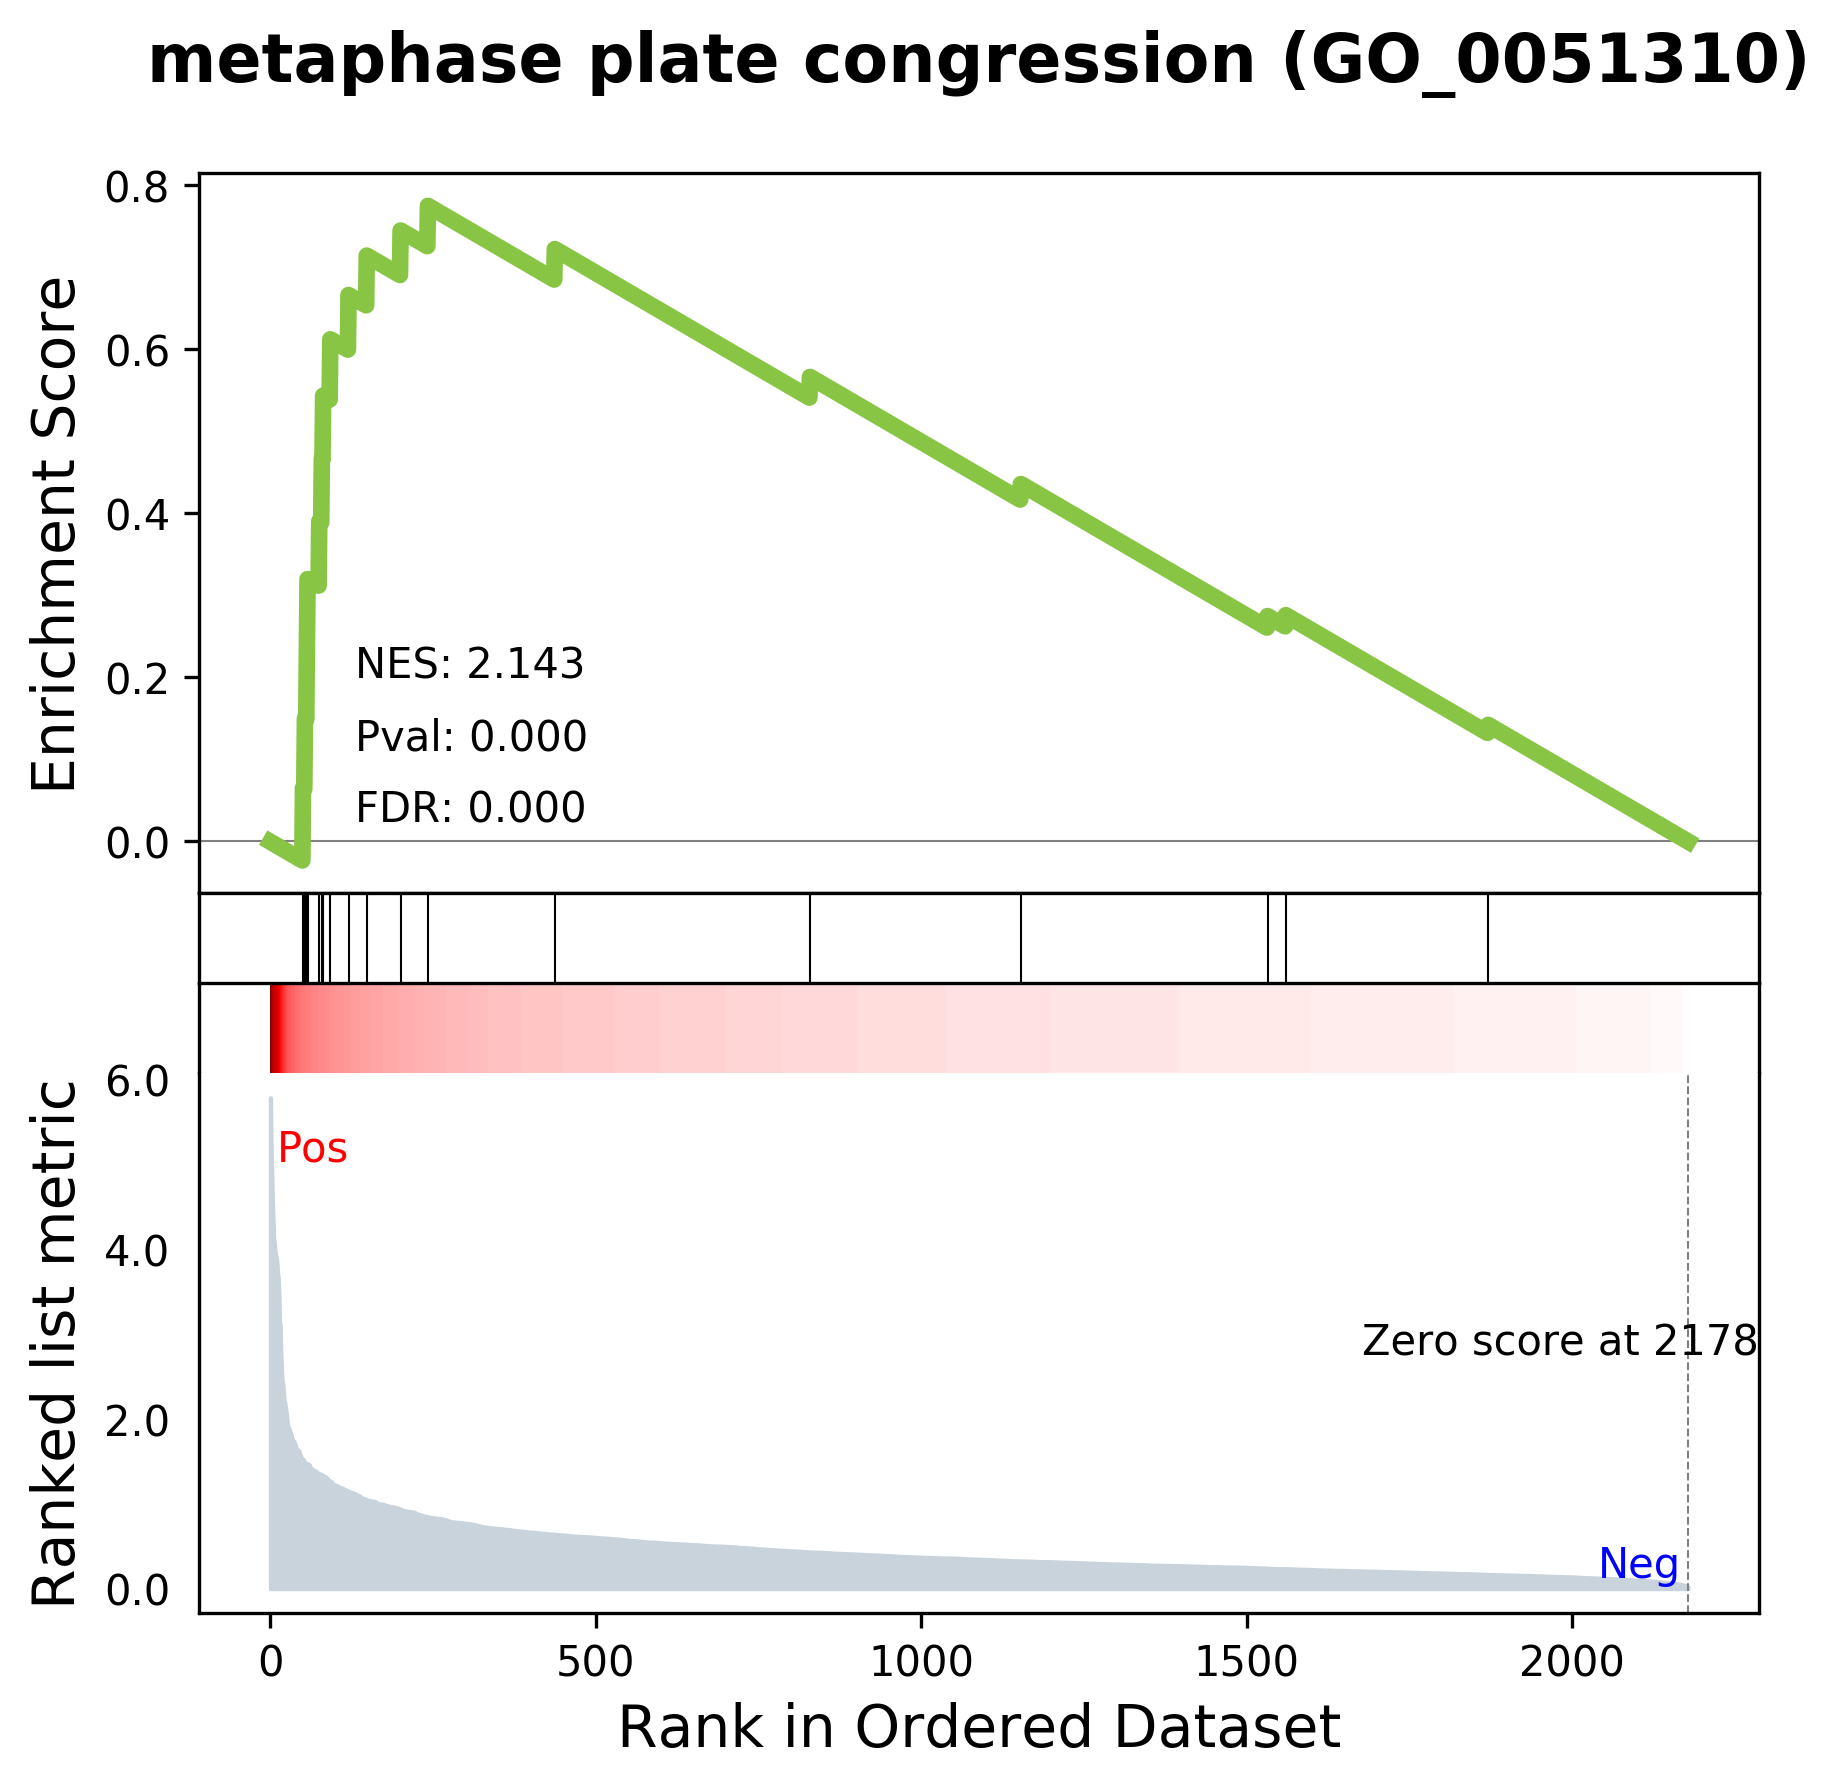 metaphase plate congression (GO_0051310)
Enrichment Score
0.8
0.6
0.4
0.2
0.0
NES: 2.143
Pval: 0.000
FDR: 0.000
Ranked list metric
6.0
4.0
2.0
0.0
Pos
Zero score at 2178
Neg
0 500 1000 1500 2000
Rank in Ordered Dataset